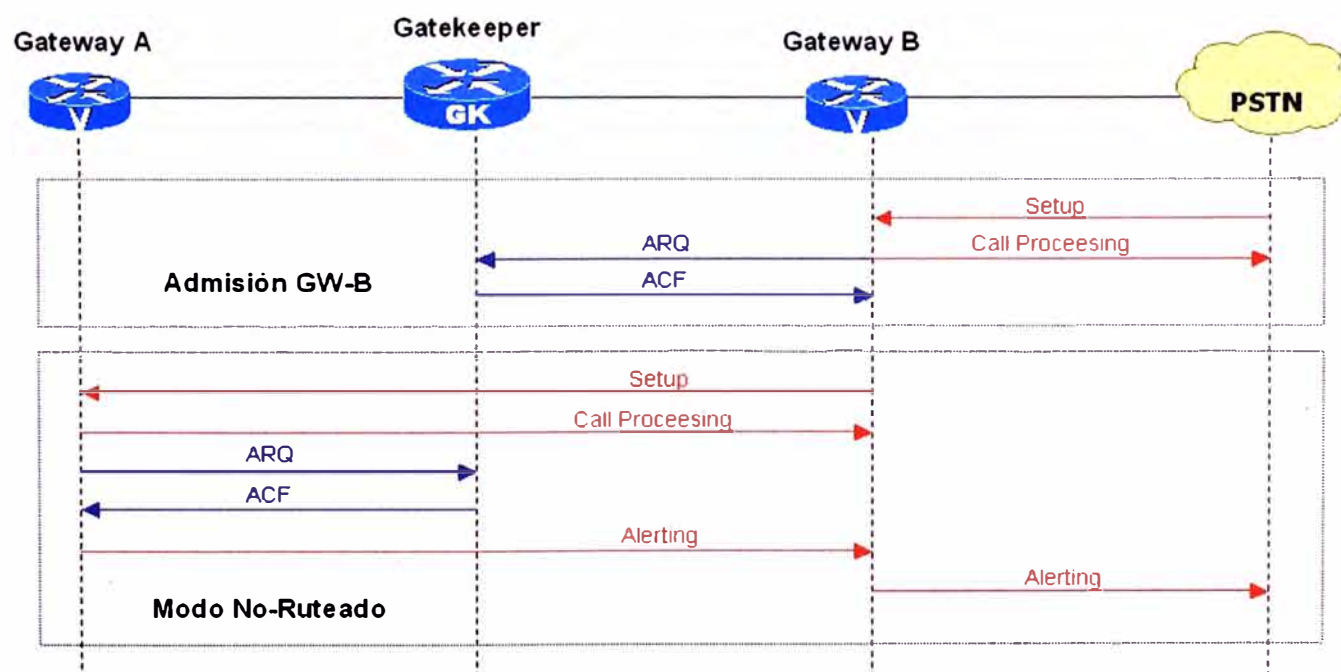 Gateway A
Gatekeeper
Gateway B
GK
V
V
PSTN
Setup
ARQ
Call Proceesing
ACF
Admisión GW-B
Setup
Call Proceesing
ARQ
ACF
Alerting
Alerting
Modo No-Ruteado